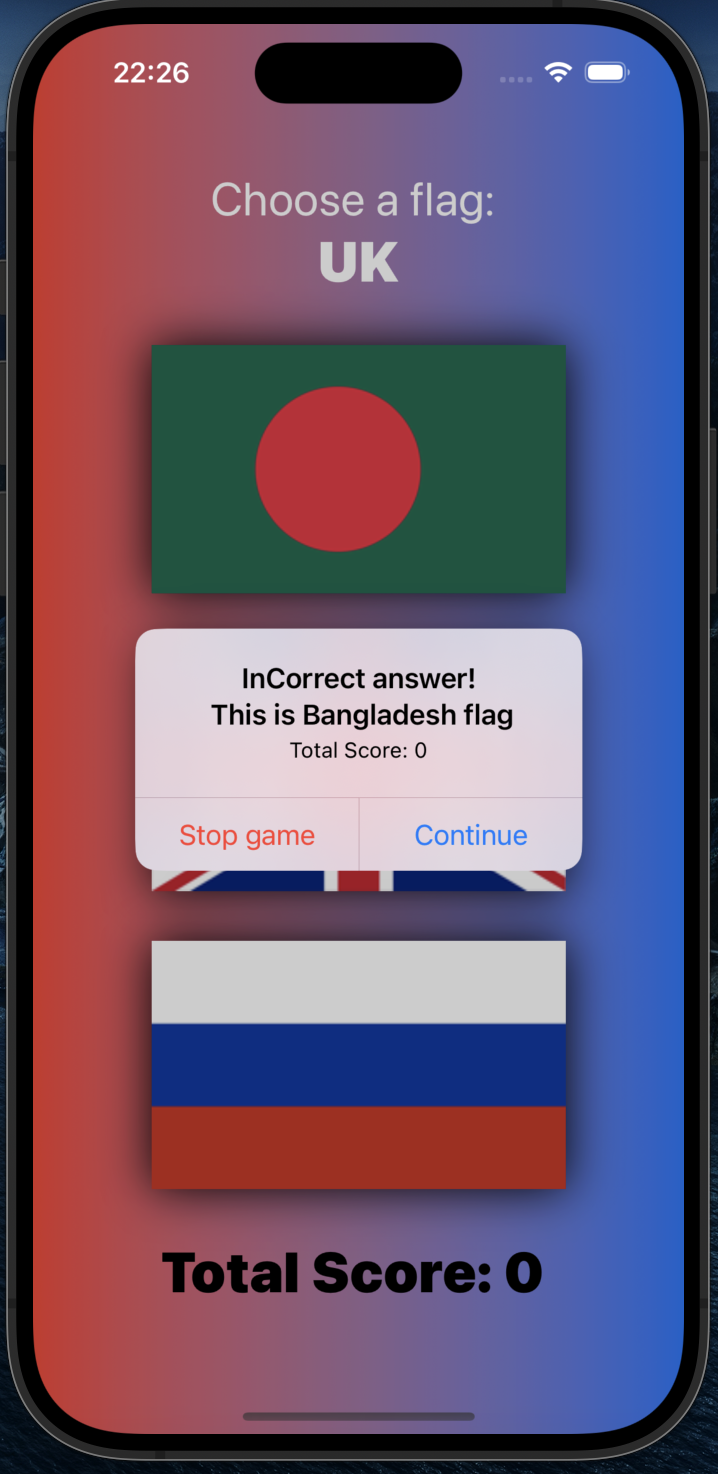 22:26
Choose a flag:
UK
InCorrect answer!
This is Bangladesh flag
Total Score: 0
Stop game
Continue
Total Score: 0